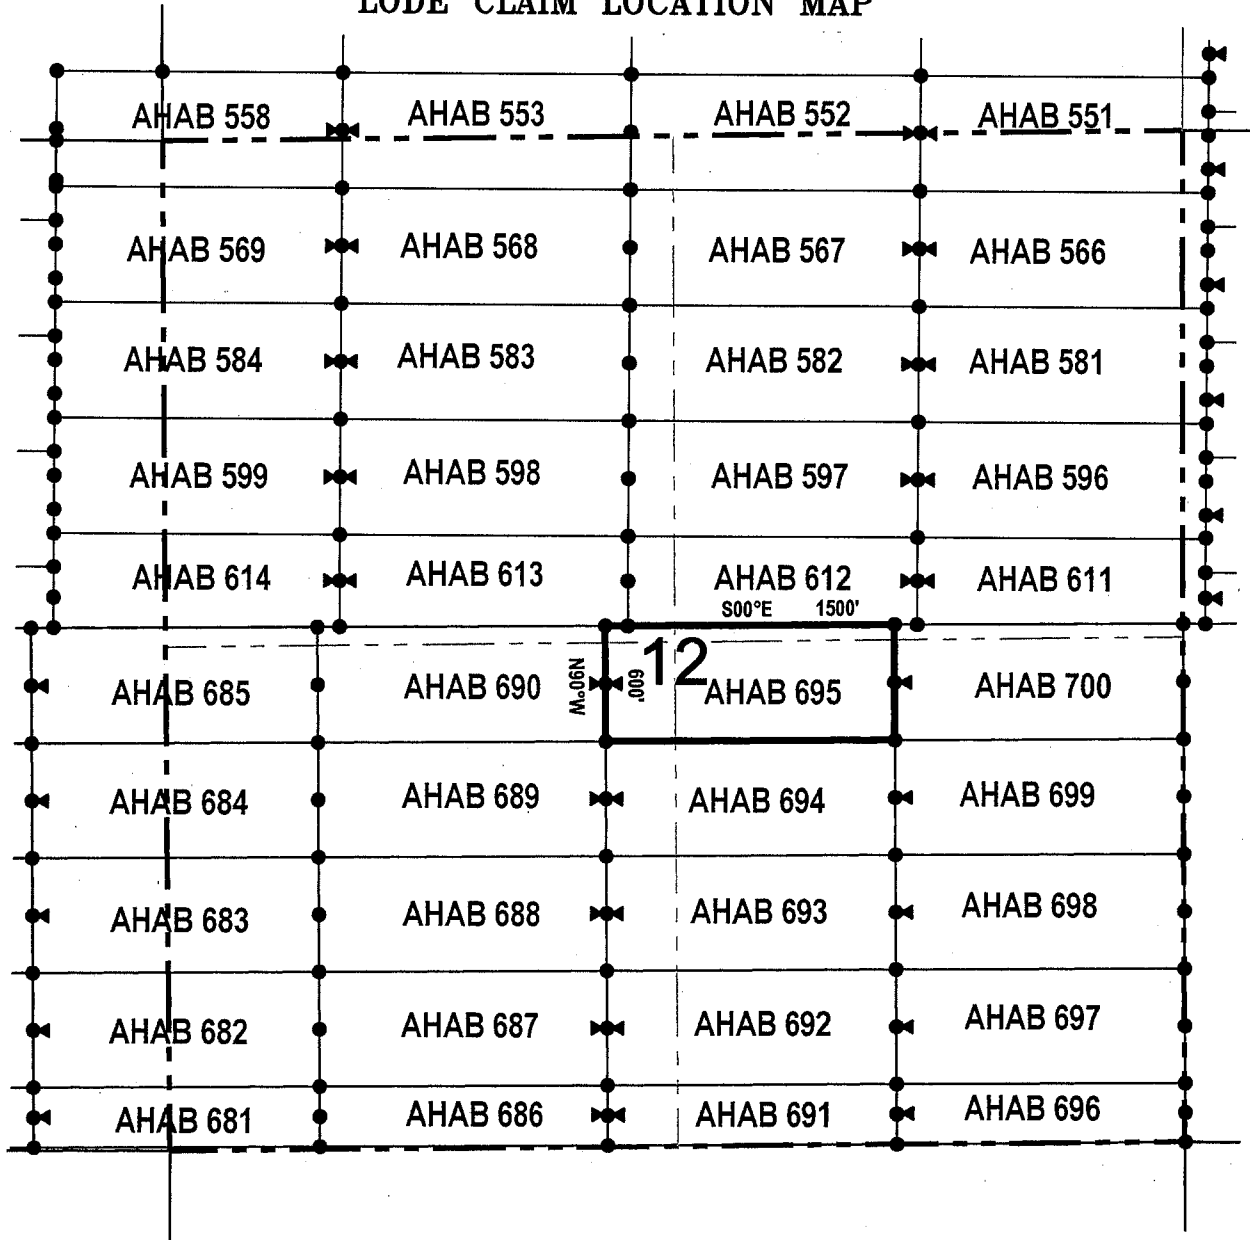 LODE CLAIM LOCATION MAP
AHAB 558 AHAB 553 AHAB 552 AHAB 551
AHAB 569 AHAB 568 AHAB 567 AHAB 566
AHAB 584 AHAB 583 AHAB 582 AHAB 581
AHAB 599 AHAB 598 AHAB 597 AHAB 596
AHAB 614 AHAB 613 AHAB 612 AHAB 611
S00°E 1500'
12
N90°W 600'
AHAB 685 AHAB 690 AHAB 695 AHAB 700
AHAB 684 AHAB 689 AHAB 694 AHAB 699
AHAB 683 AHAB 688 AHAB 693 AHAB 698
AHAB 682 AHAB 687 AHAB 692 AHAB 697
AHAB 681 AHAB 686 AHAB 691 AHAB 696